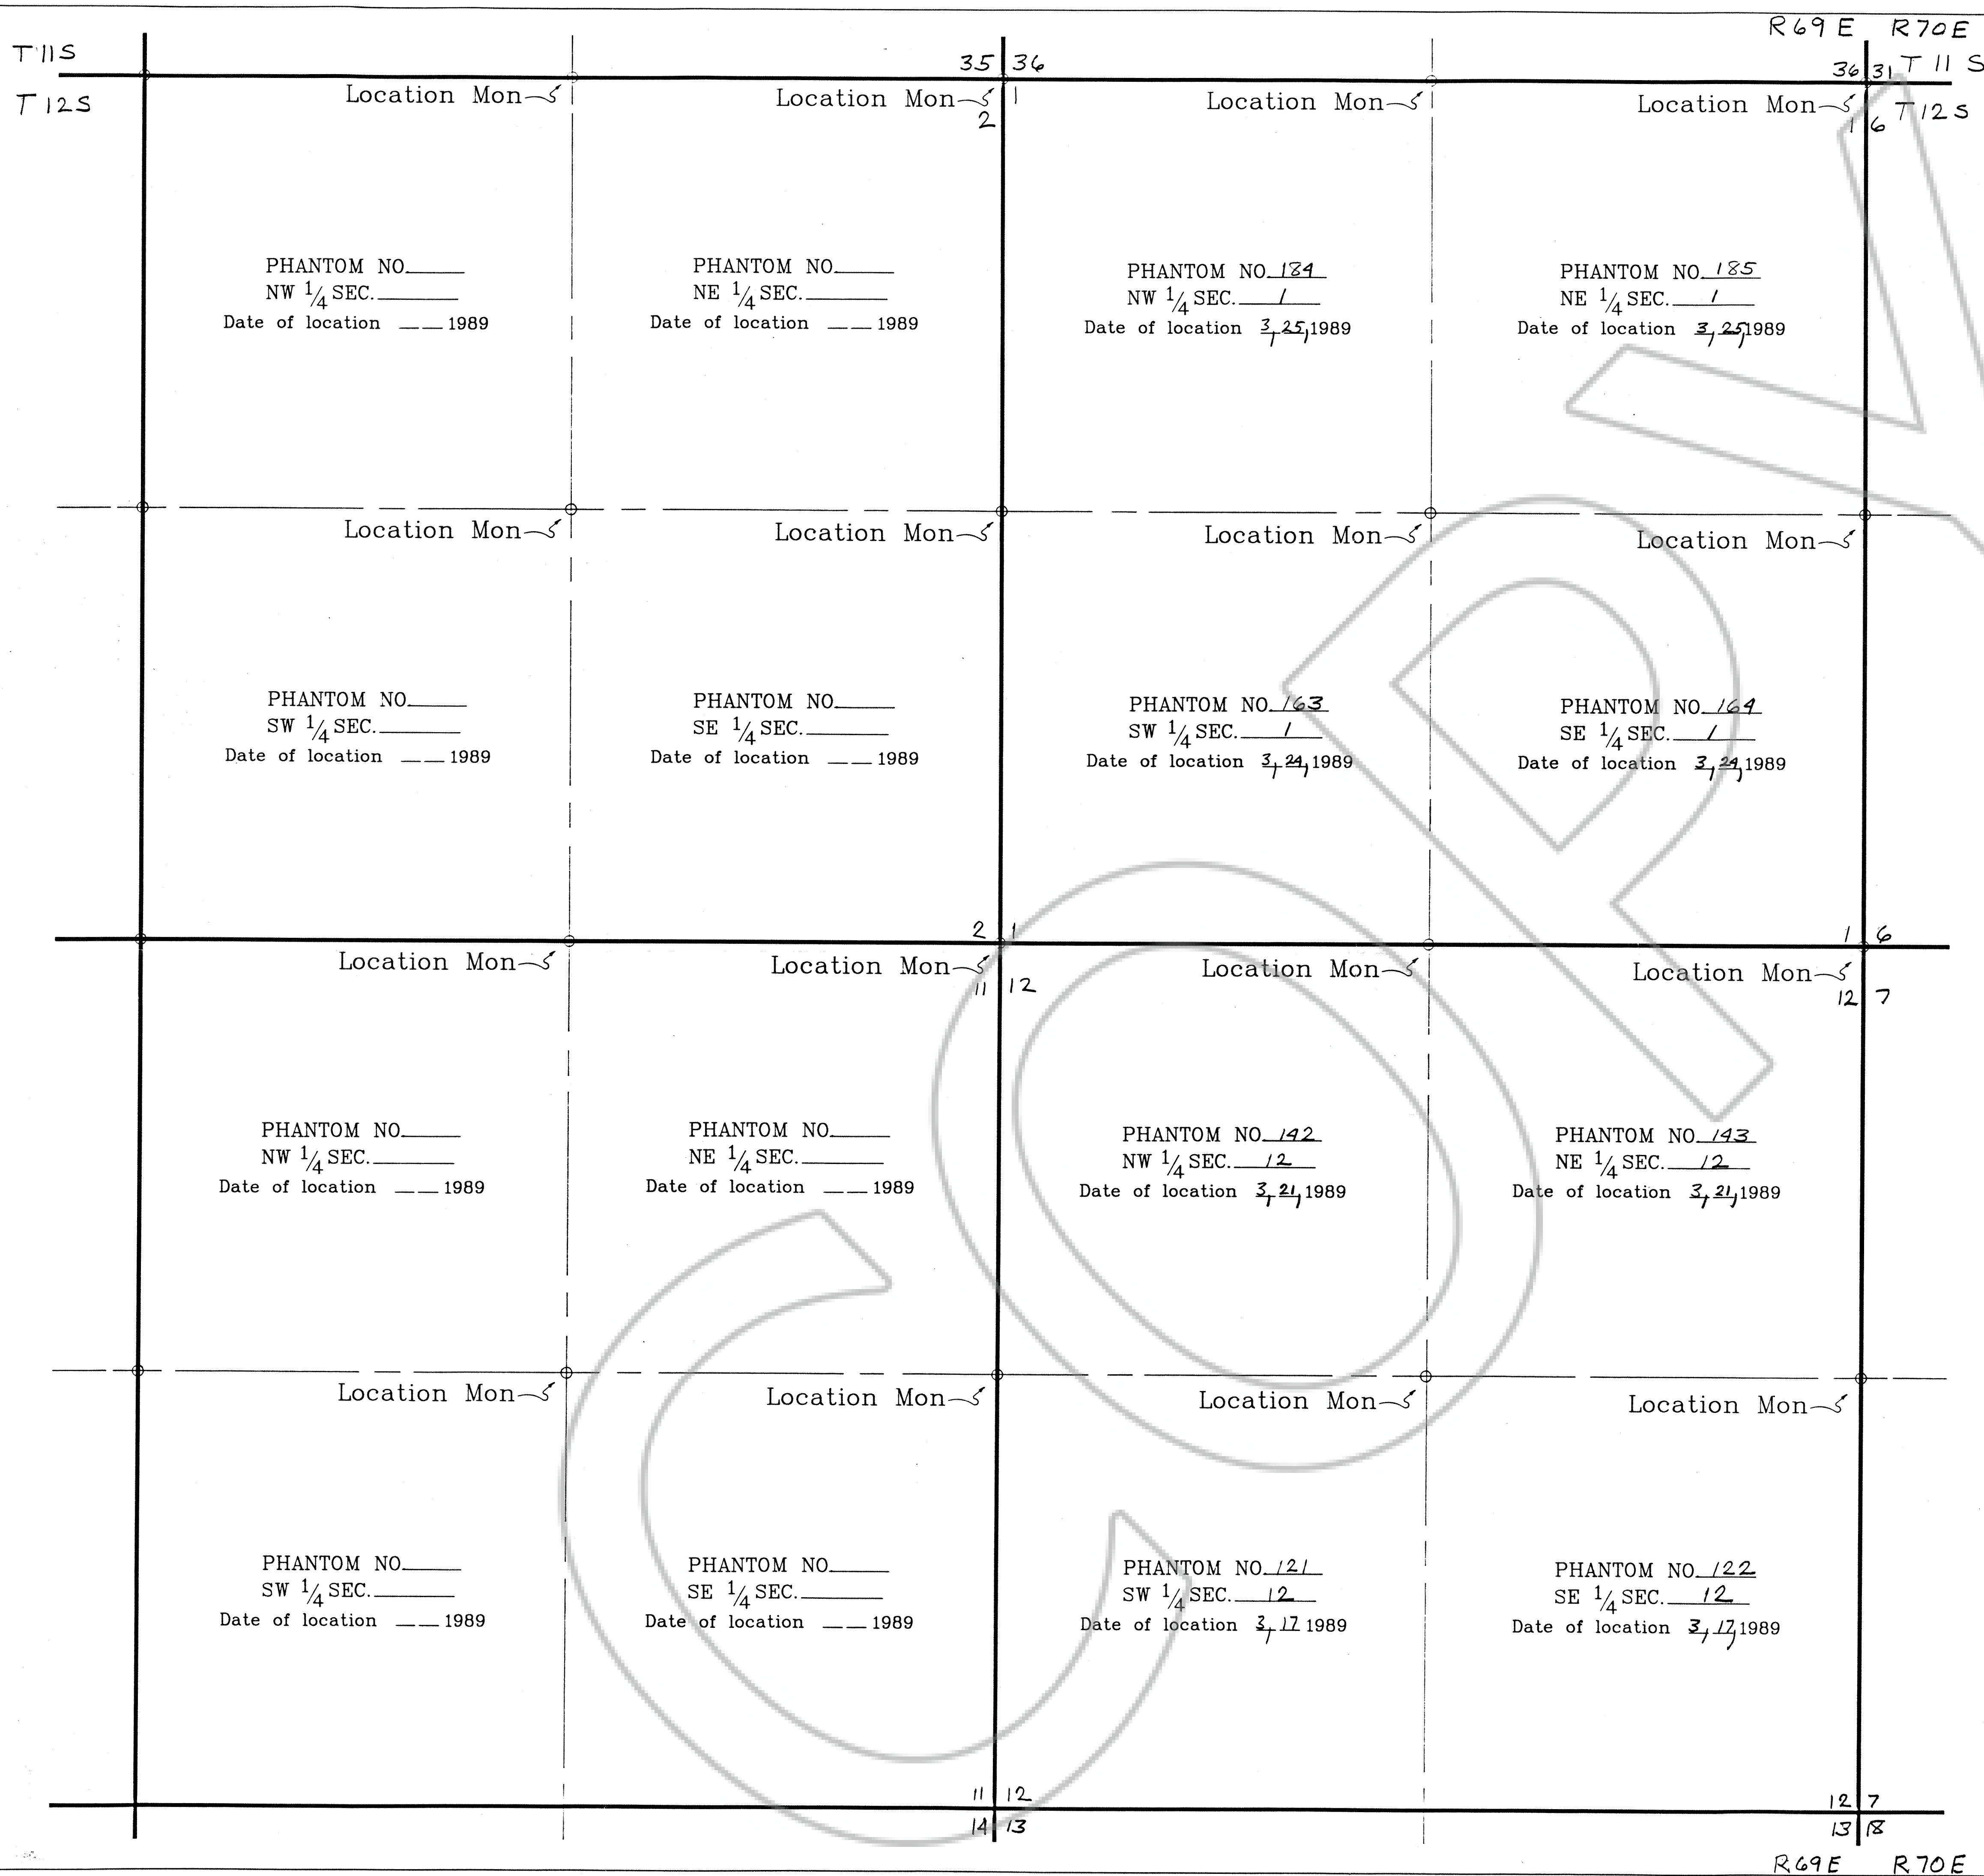 R69E R70E
T11S 35 36 36 31 T 11 S
T12S Location Mon Location Mon 1 Location Mon Location Mon T12S
2 1 6
PHANTOM NO. PHANTOM NO. PHANTOM NO. 184 PHANTOM NO. 185
NW 1/4 SEC. NE 1/4 SEC. NW 1/4 SEC. 1 NE 1/4 SEC. 1
Date of location 1989 Date of location 1989 Date of location 3, 25, 1989 Date of location 3, 25, 1989
Location Mon Location Mon Location Mon Location Mon
PHANTOM NO. PHANTOM NO. PHANTOM NO. 163 PHANTOM NO. 164
SW 1/4 SEC. SE 1/4 SEC. SW 1/4 SEC. 1 SE 1/4 SEC. 1
Date of location 1989 Date of location 1989 Date of location 3, 24, 1989 Date of location 3, 24, 1989
2 1 1 6
Location Mon Location Mon Location Mon Location Mon
11 12 12 7
PHANTOM NO. PHANTOM NO. PHANTOM NO. 142 PHANTOM NO. 143
NW 1/4 SEC. NE 1/4 SEC. NW 1/4 SEC. 12 NE 1/4 SEC. 12
Date of location 1989 Date of location 1989 Date of location 3, 21, 1989 Date of location 3, 21, 1989
Location Mon Location Mon Location Mon Location Mon
PHANTOM NO. PHANTOM NO. PHANTOM NO. 121 PHANTOM NO. 122
SW 1/4 SEC. SE 1/4 SEC. SW 1/4 SEC. 12 SE 1/4 SEC. 12
Date of location 1989 Date of location 1989 Date of location 3, 17 1989 Date of location 3, 17, 1989
11 12 12 7
14 13 13 18
R69E R70E
COPY